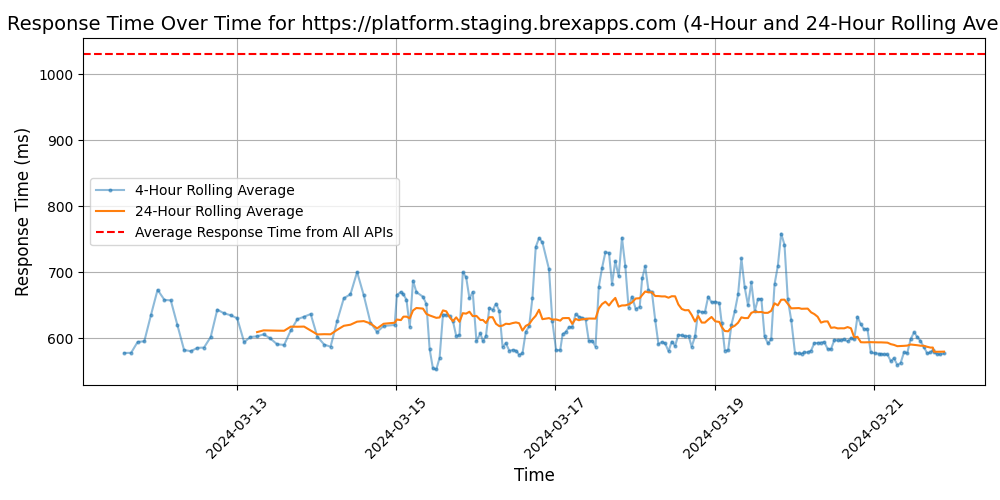 Response Time Over Time for https://platform.staging.brexapps.com (4-Hour and 24-Hour Rolling Ave
Response Time (ms)
1000
900
800
700
600
4-Hour Rolling Average
24-Hour Rolling Average
Average Response Time from All APIs
2024-03-13
2024-03-15
2024-03-17
2024-03-19
2024-03-21
Time